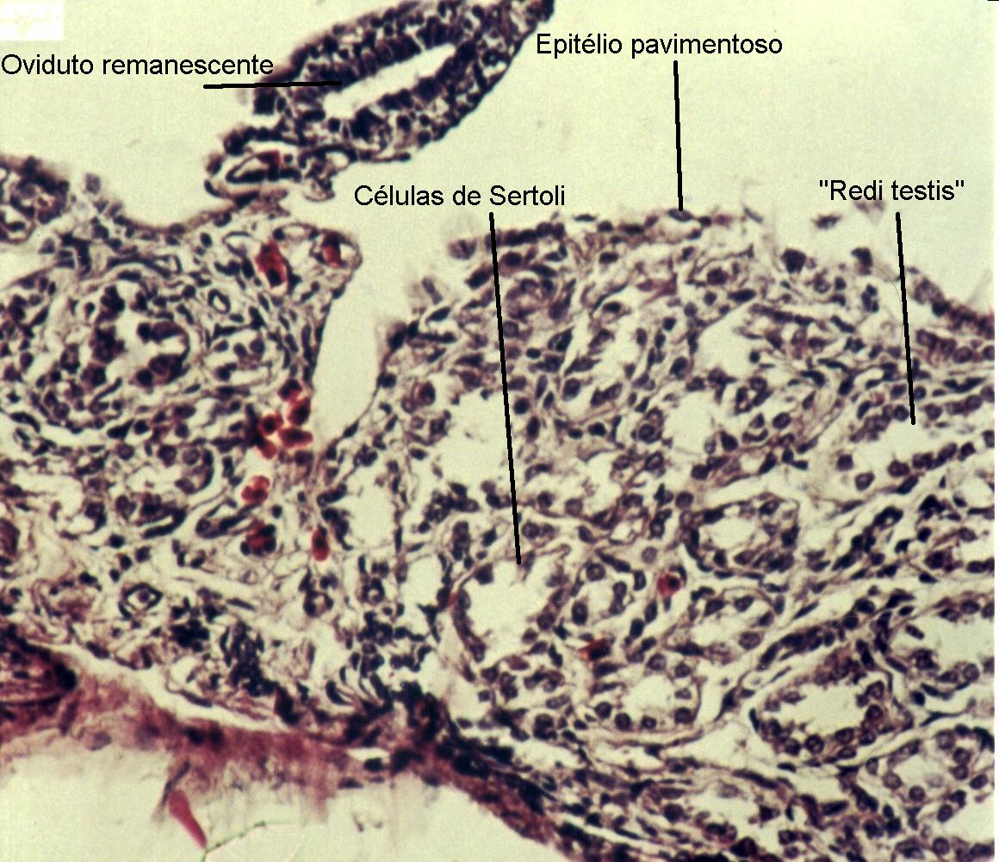 Epitélio pavimentoso
Oviduto remanescente
Células de Sertoli
"Redi testis"